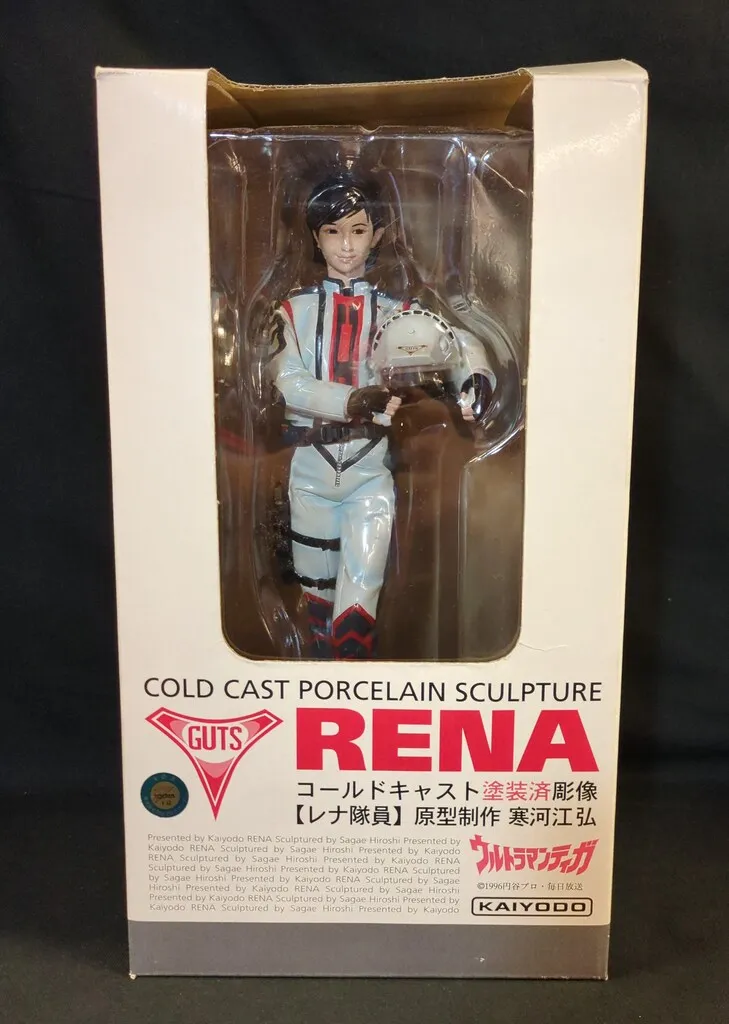 COLD CAST PORCELAIN SCULPTURE
GUTS
RENA
コールドキャスト塗装済彫像
【レナ隊員】原型制作 寒河江弘
Presented by Kaiyodo RENA Sculptured by Sagae Hiroshi Presented by
Kaiyodo RENA Sculptured by Sagae Hiroshi Presented by Kaiyodo
RENA Sculptured by Sagae Hiroshi Presented by Kaiyodo RENA
Sculptured by Sagae Hiroshi Presented by Kaiyodo RENA Sculptured
by Sagae Hiroshi Presented by Kaiyodo RENA Sculptured by Sagae
Hiroshi Presented by Kaiyodo RENA Sculptured by Sagae Hiroshi
Presented by Kaiyodo RENA Sculptured by Sagae Hiroshi Presented by
Kaiyodo RENA Sculptured by Sagae Hiroshi Presented by Kaiyodo
ウルトラマンティガ
©1996円谷プロ・毎日放送
KAIYODO